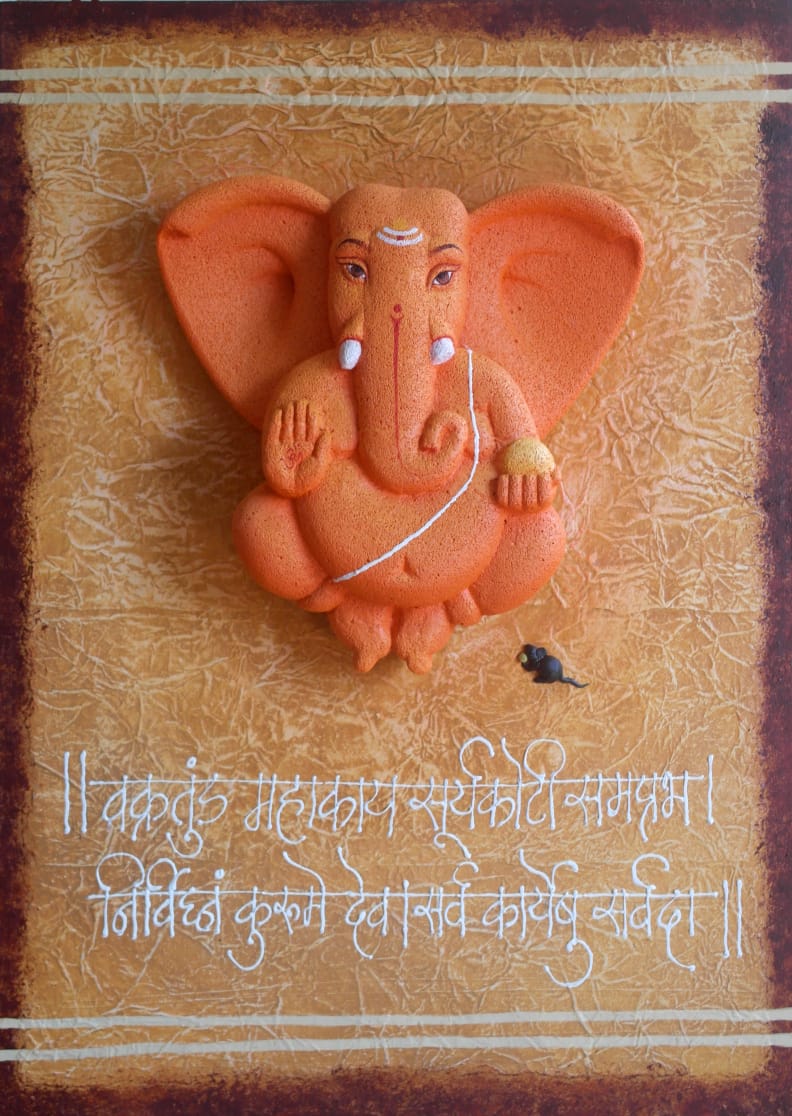 ॥ वक्रतुंड महाकाय सूर्यकोटी समप्रभ।
निर्विघ्नं कुरूमे देव।सर्व कार्येषु सर्वदा ॥